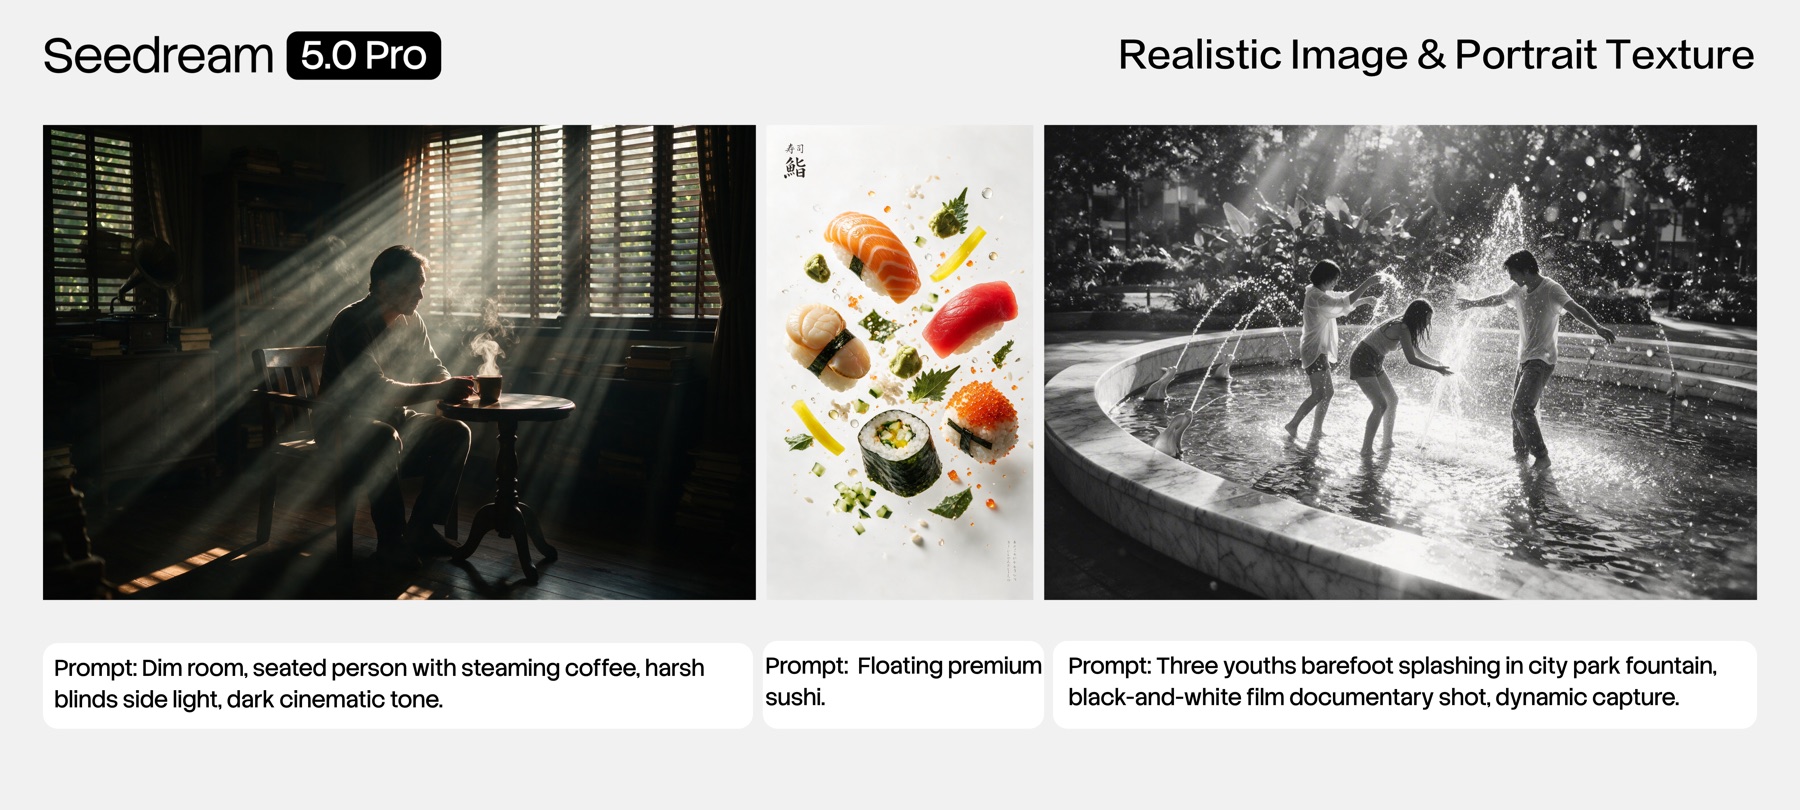 Seedream 5.0 Pro
Realistic Image & Portrait Texture
寿司
鮨
Prompt: Dim room, seated person with steaming coffee, harsh
blinds side light, dark cinematic tone.
Prompt: Floating premium
sushi.
Prompt: Three youths barefoot splashing in city park fountain,
black-and-white film documentary shot, dynamic capture.